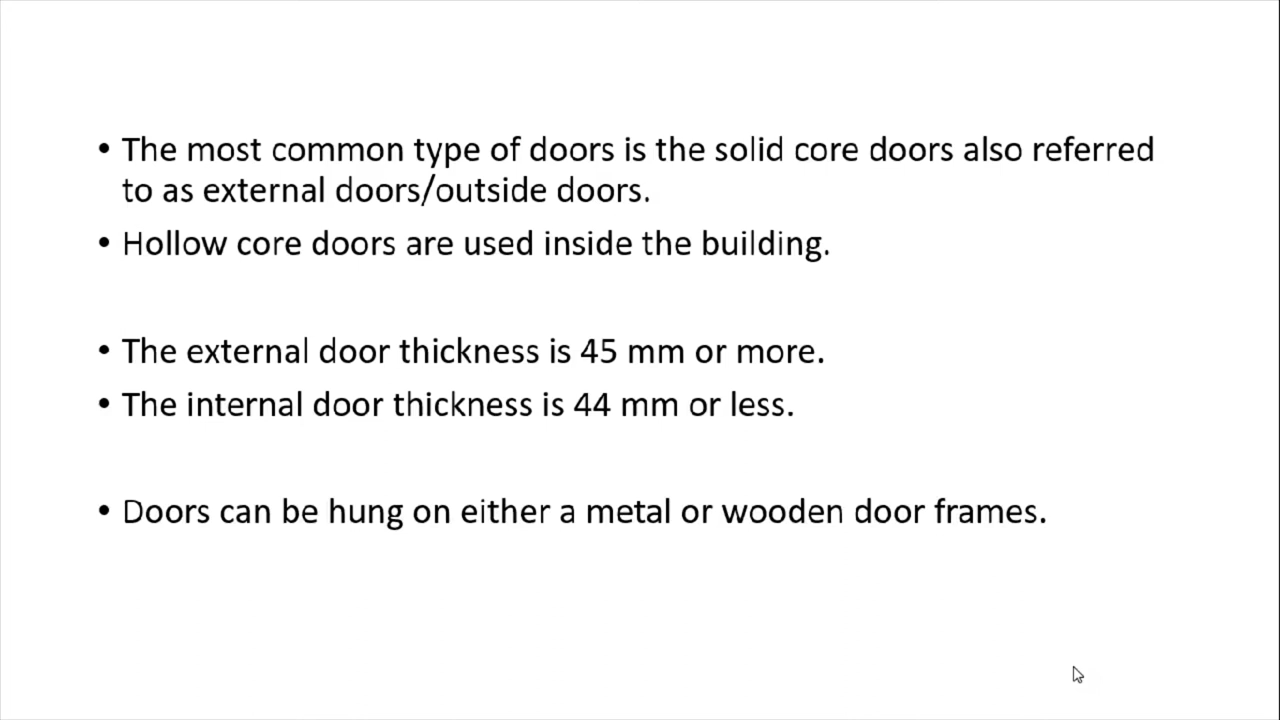 • The most common type of doors is the solid core doors also referred
to as external doors/outside doors.
• Hollow core doors are used inside the building.
• The external door thickness is 45 mm or more.
• The internal door thickness is 44 mm or less.
• Doors can be hung on either a metal or wooden door frames.